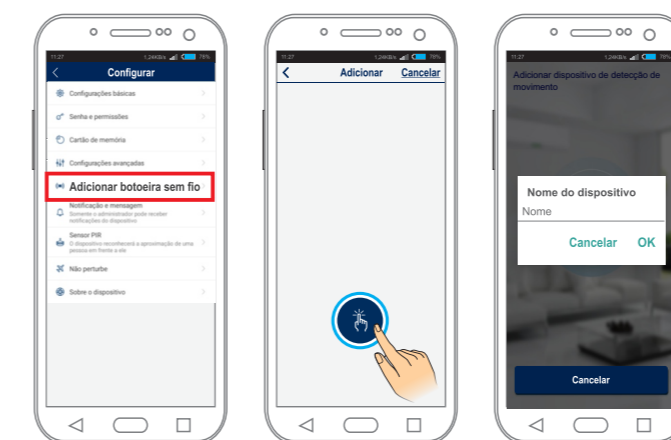 11:27 1,24KB/s 76%
Configurar
Configurações básicas
Senha e permissões
Cartão de memória
Configurações avançadas
Adicionar botoeira sem fio
Notificação e mensagem
Somente o administrador pode receber
notificações do dispositivo
Sensor PIR
O dispositivo reconhecerá a aproximação de uma
pessoa em frente a ele
Não perturbe
Sobre o dispositivo
11:27 1,24KB/s 76%
Adicionar Cancelar
11:27 1,24KB/s 76%
Adicionar dispositivo de detecção de
movimento
Nome do dispositivo
Nome
Cancelar OK
Cancelar